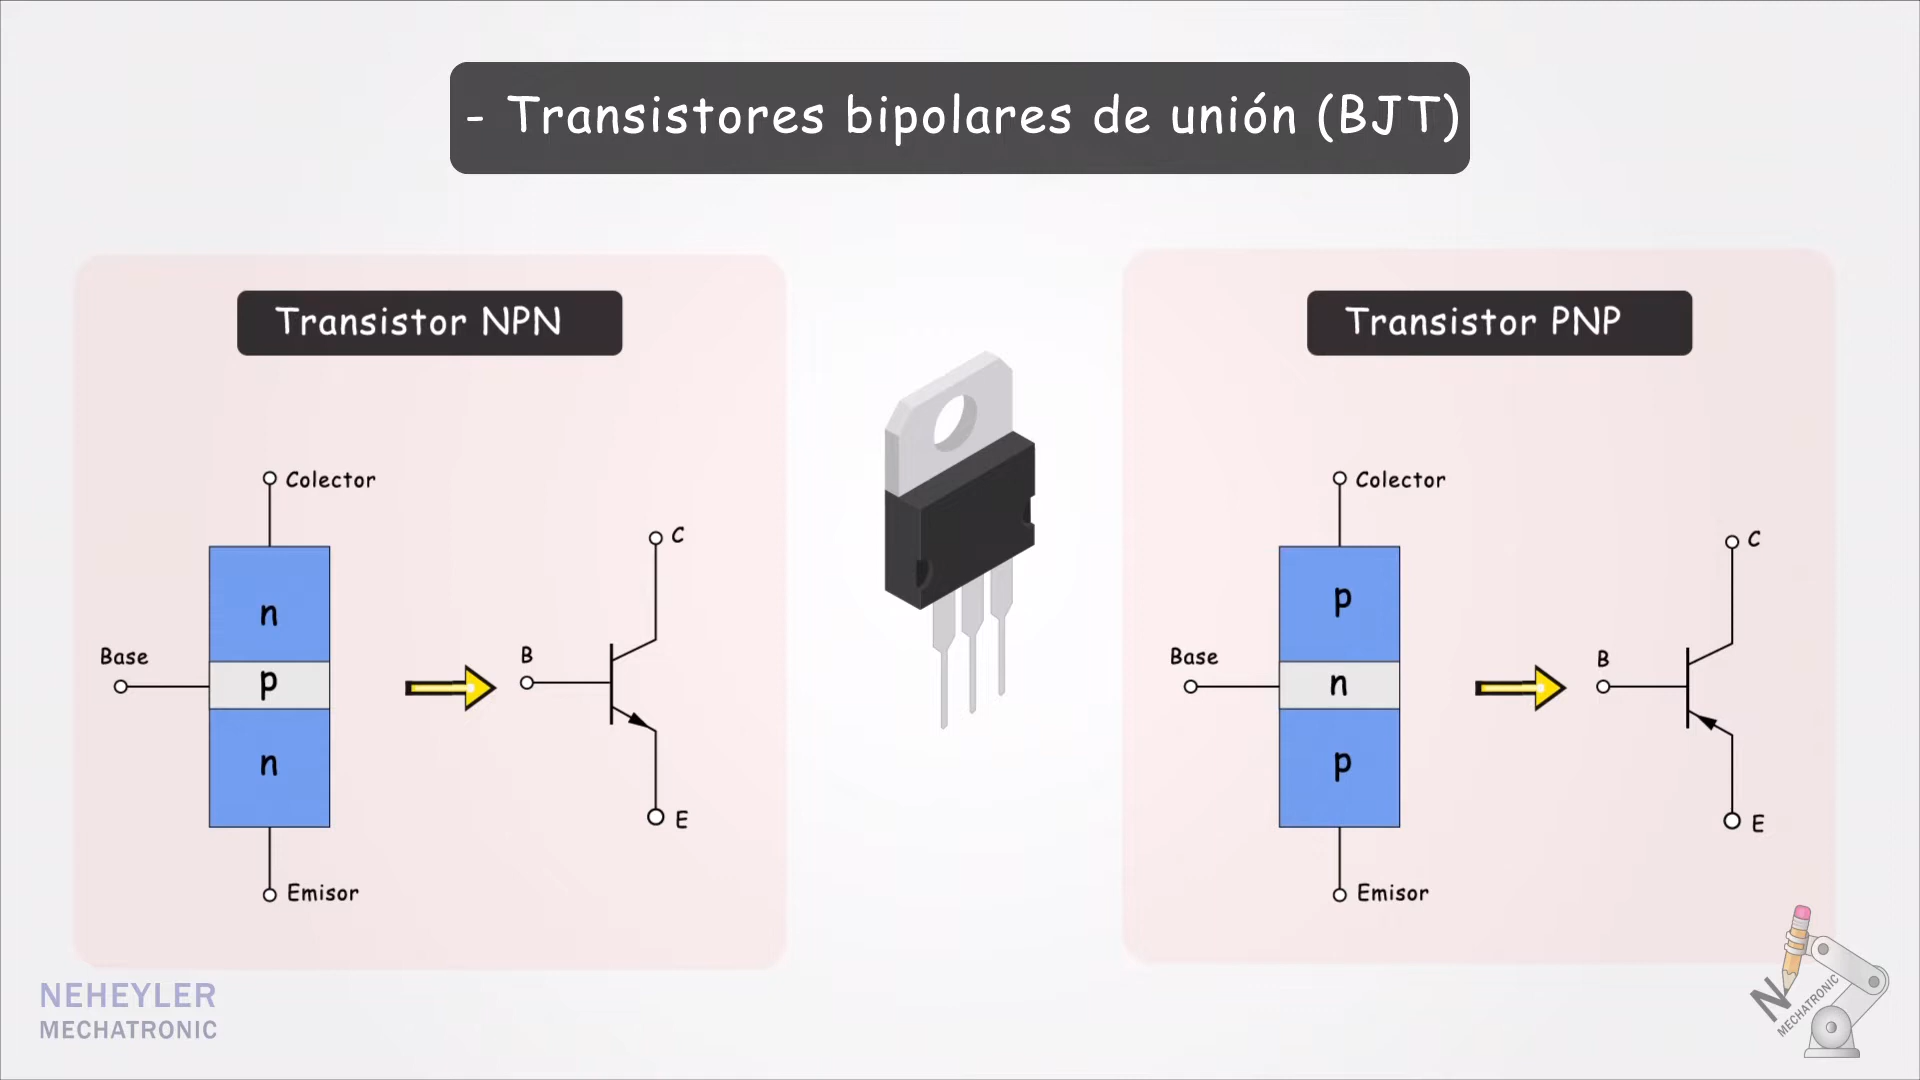 - Transistores bipolares de unión (BJT)
Transistor NPN
Colector
n
Base
p
n
Emisor
C
B
E
Transistor PNP
Colector
p
Base
n
p
Emisor
C
B
E
NEHEYLER
MECHATRONIC
N
MECHATRONIC